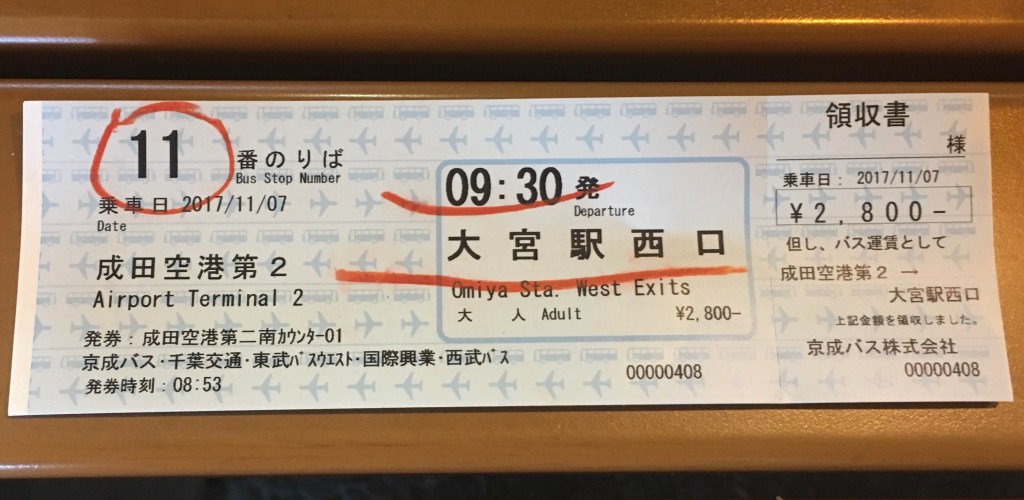 11 番のりば
Bus Stop Number
乗車日 2017/11/07
Date
成田空港第2
Airport Terminal 2
発券：成田空港第二南ｶｳﾝﾀｰ-01
京成バス・千葉交通・東武ﾊﾞｽｳｴｽﾄ・国際興業・西武ﾊﾞｽ
発券時刻：08:53
09:30 発
Departure
大宮駅西口
Omiya Sta. West Exits
大 人 Adult ¥2,800-
00000408
領収書
様
乗車日： 2017/11/07
¥2,800-
但し、バス運賃として
成田空港第2 →
大宮駅西口
上記金額を領収しました。
京成バス株式会社
00000408